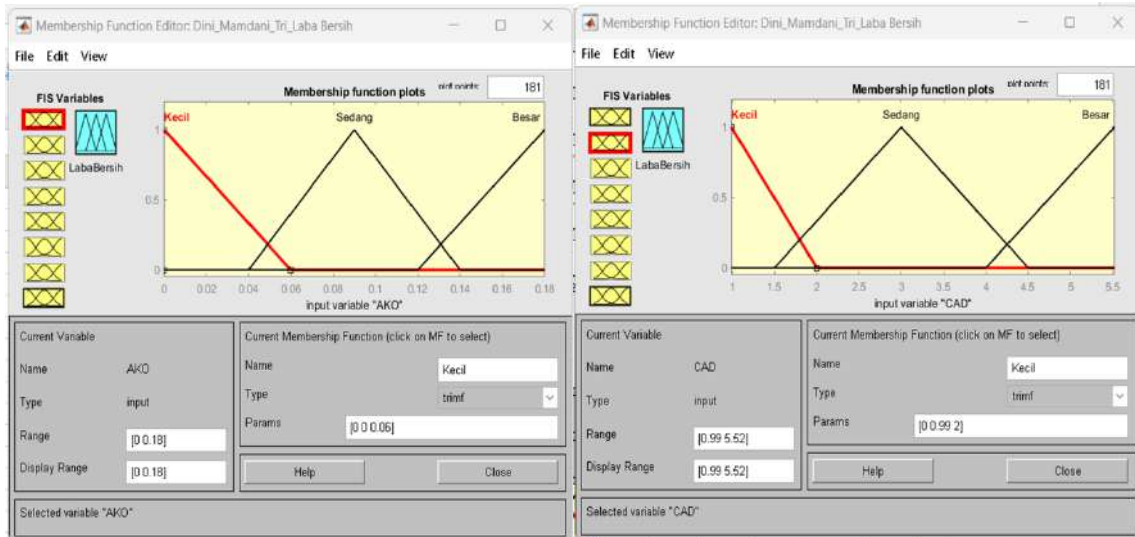 Membership Function Editor: Dini_Mamdani_Tri_Laba Bersih
File Edit View
FIS Variables
LabaBersih
Membership function plots
plot points:
181
Kecil
Sedang
Besar
1
0.5
0
0 0.02 0.04 0.06 0.08 0.1 0.12 0.14 0.16 0.18
input variable "AKO"
Current Variable
Name AKO
Type input
Range [0 0.18]
Display Range [0 0.18]
Current Membership Function (click on MF to select)
Name Kecil
Type trimf
Params [0 0 0.06]
Help
Close
Selected variable "AKO"
Membership Function Editor: Dini_Mamdani_Tri_Laba Bersih
File Edit View
FIS Variables
LabaBersih
Membership function plots
plot points:
181
Kecil
Sedang
Besar
1
0.5
0
1 1.5 2 2.5 3 3.5 4 4.5 5 5.5
input variable "CAD"
Current Variable
Name CAD
Type input
Range [0.99 5.52]
Display Range [0.99 5.52]
Current Membership Function (click on MF to select)
Name Kecil
Type trimf
Params [0 0.99 2]
Help
Close
Selected variable "CAD"